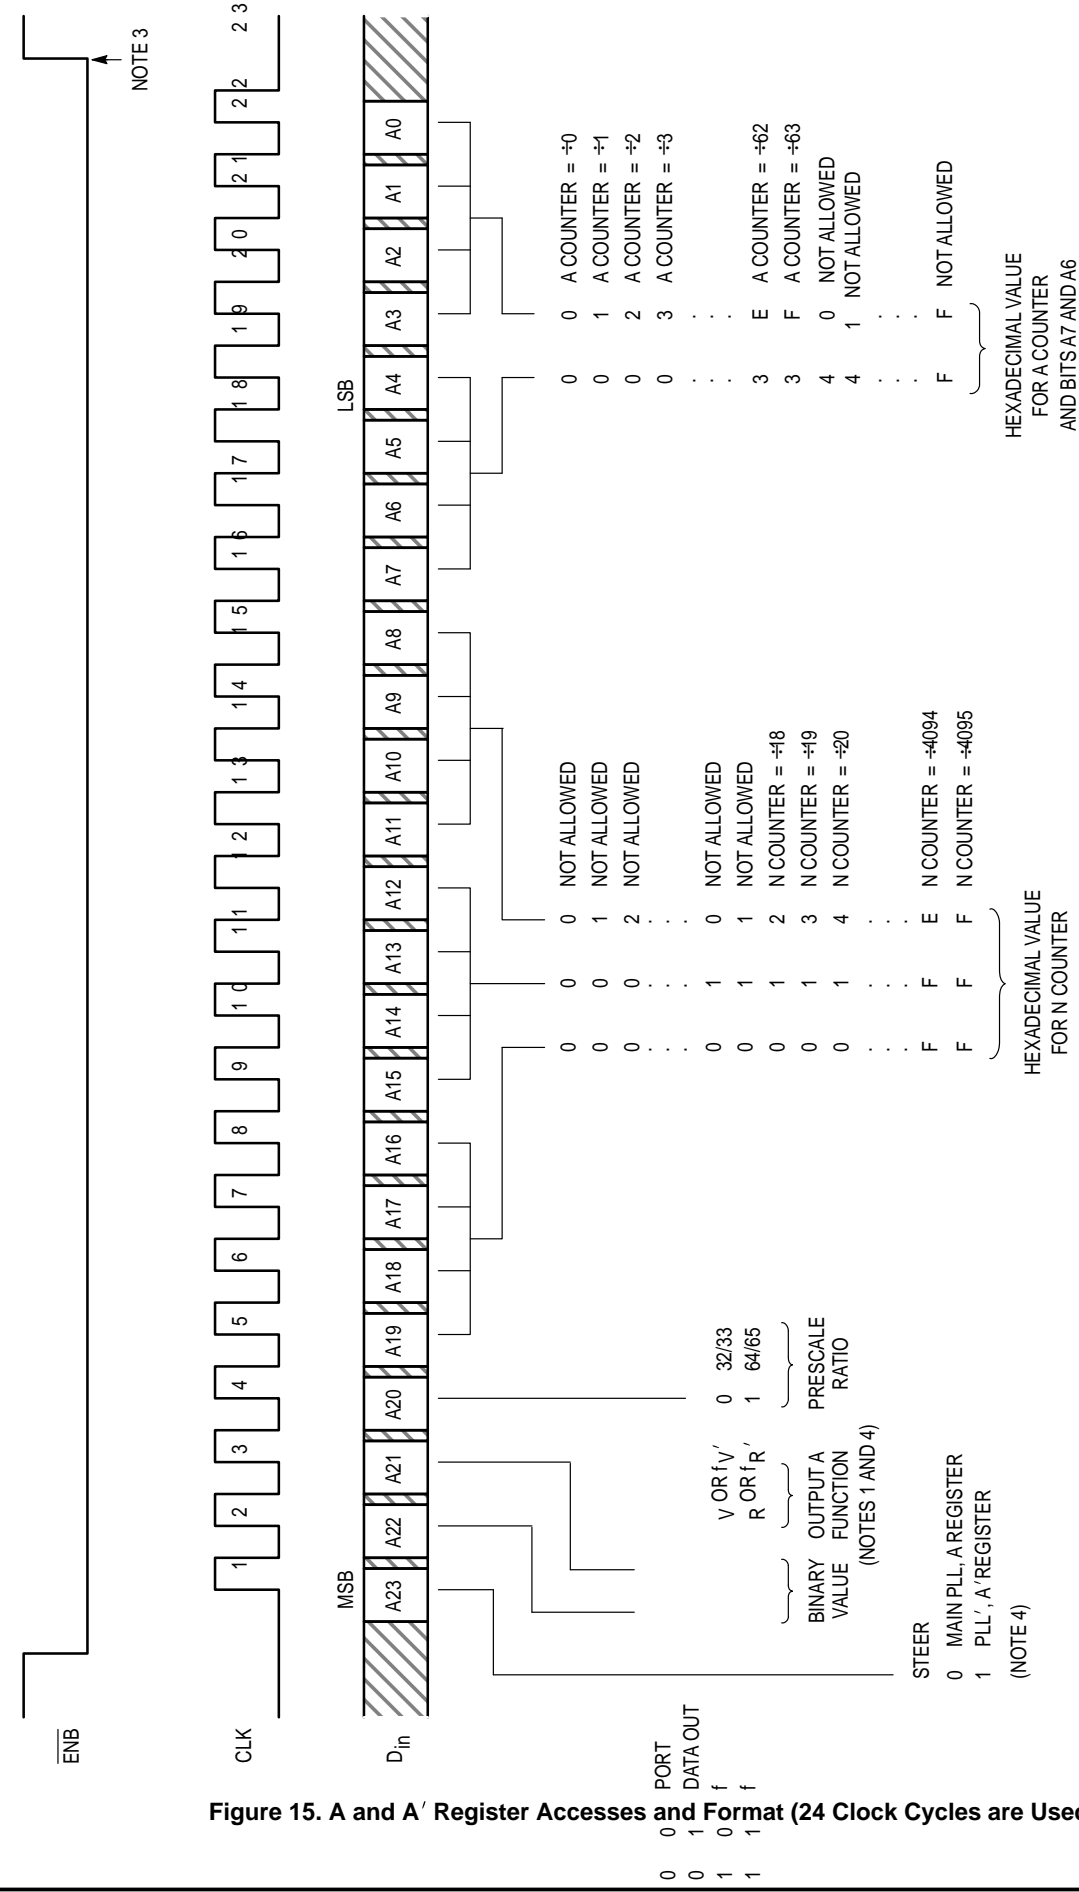 ENB
NOTE 3
CLK
1 2 3 4 5 6 7 8 9 10 11 12 13 14 15 16 17 18 19 20 21 22 23
MSB
LSB
Din
A23 A22 A21 A20 A19 A18 A17 A16 A15 A14 A13 A12 A11 A10 A9 A8 A7 A6 A5 A4 A3 A2 A1 A0
0 0 PORT
0 1 DATA OUT
1 0 f
1 1 f
V OR fV′
R OR fR′
BINARY
VALUE
OUTPUT A
FUNCTION
(NOTES 1 AND 4)
0 32/33
1 64/65
PRESCALE
RATIO
STEER
0 MAIN PLL, A REGISTER
1 PLL′, A′ REGISTER
(NOTE 4)
0 0 0 NOT ALLOWED
0 0 1 NOT ALLOWED
0 0 2 NOT ALLOWED
. . .
. . .
. . .
0 1 0 NOT ALLOWED
0 1 1 NOT ALLOWED
0 1 2 N COUNTER = ÷18
0 1 3 N COUNTER = ÷19
0 1 4 N COUNTER = ÷20
. . .
. . .
. . .
F F E N COUNTER = ÷4094
F F F N COUNTER = ÷4095
HEXADECIMAL VALUE
FOR N COUNTER
0 0 A COUNTER = ÷0
0 1 A COUNTER = ÷1
0 2 A COUNTER = ÷2
0 3 A COUNTER = ÷3
. .
. .
. .
3 E A COUNTER = ÷62
3 F A COUNTER = ÷63
4 0 NOT ALLOWED
4 1 NOT ALLOWED
. .
. .
. .
F F NOT ALLOWED
HEXADECIMAL VALUE
FOR A COUNTER
AND BITS A7 AND A6
Figure 15. A and A′ Register Accesses and Format (24 Clock Cycles are Used